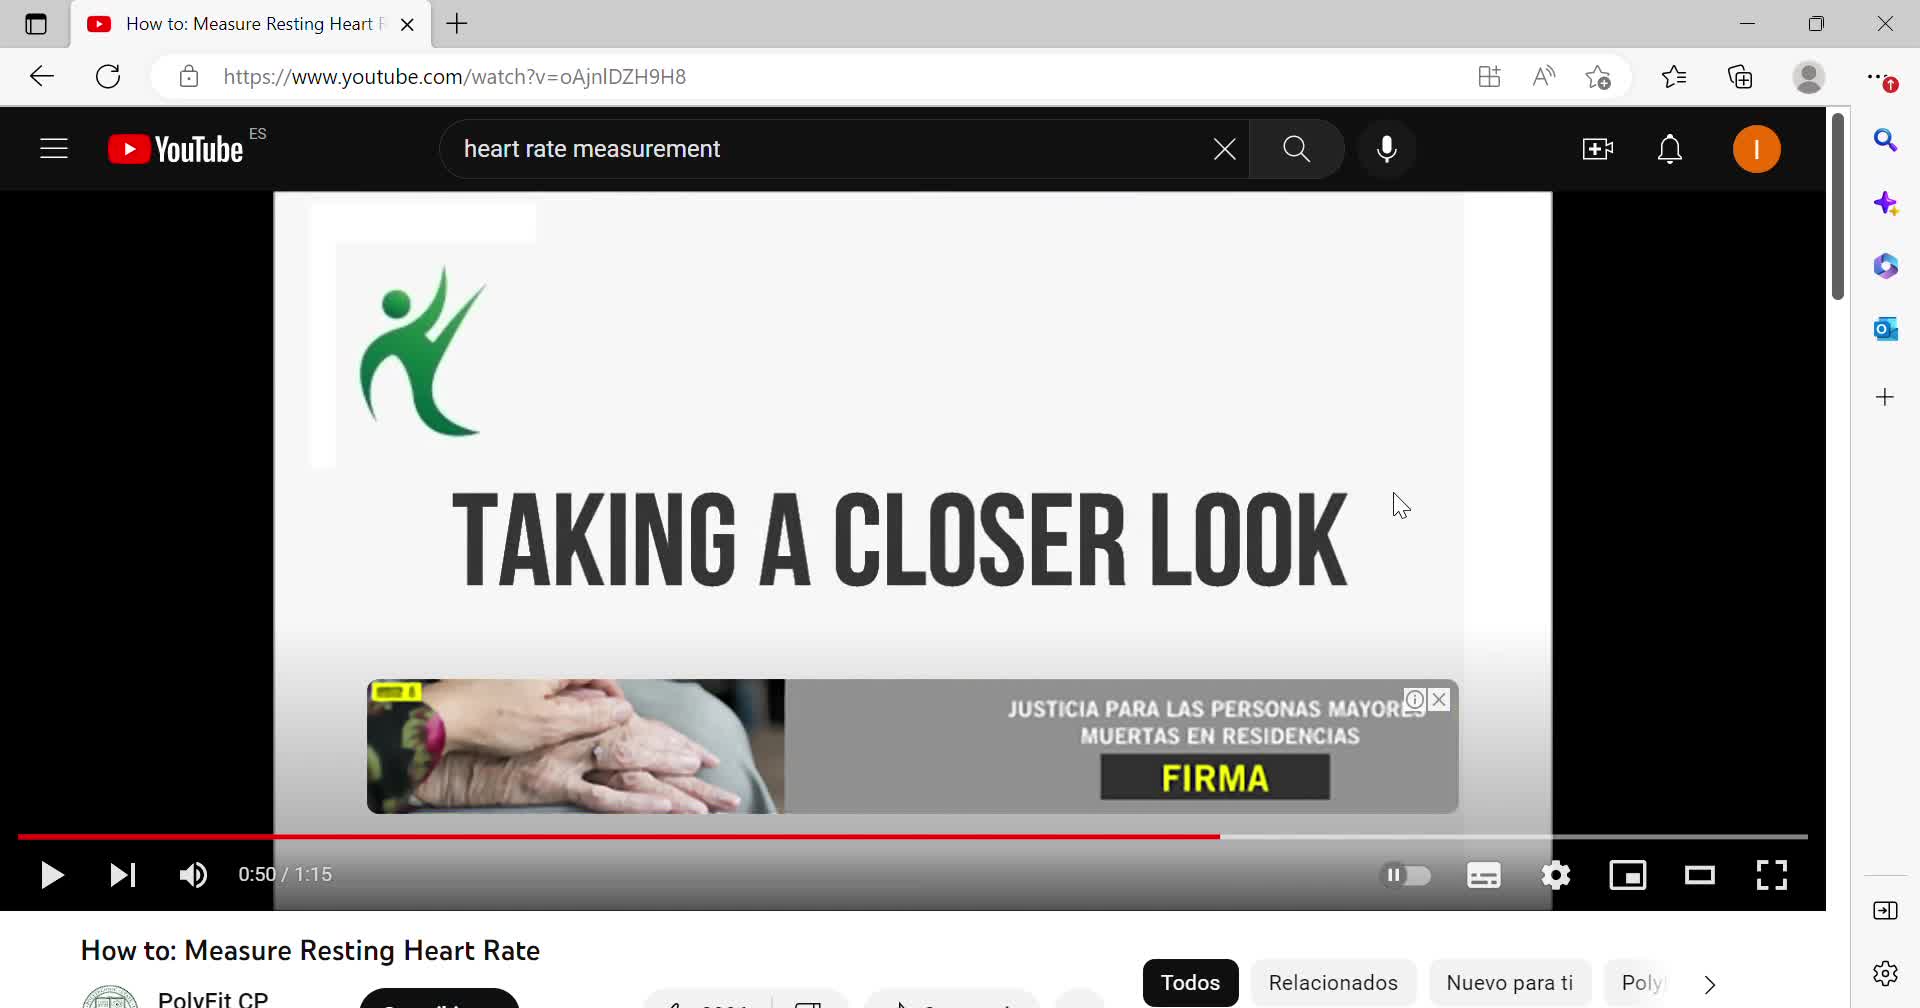 How to: Measure Resting Heart
https://www.youtube.com/watch?v=oAjnlDZH9H8
YouTube ES
heart rate measurement
I
TAKING A CLOSER LOOK
JUSTICIA PARA LAS PERSONAS MAYORES
MUERTAS EN RESIDENCIAS
FIRMA
0:50 / 1:15
How to: Measure Resting Heart Rate
Todos
Relacionados
Nuevo para ti
Poly
PolyFit CP